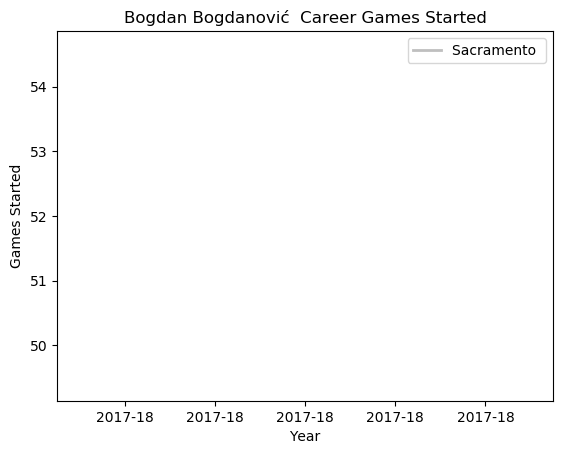 Bogdan Bogdanović  Career Games Started
Sacramento
54
53
52
51
50
Games Started
2017-18 2017-18 2017-18 2017-18 2017-18
Year